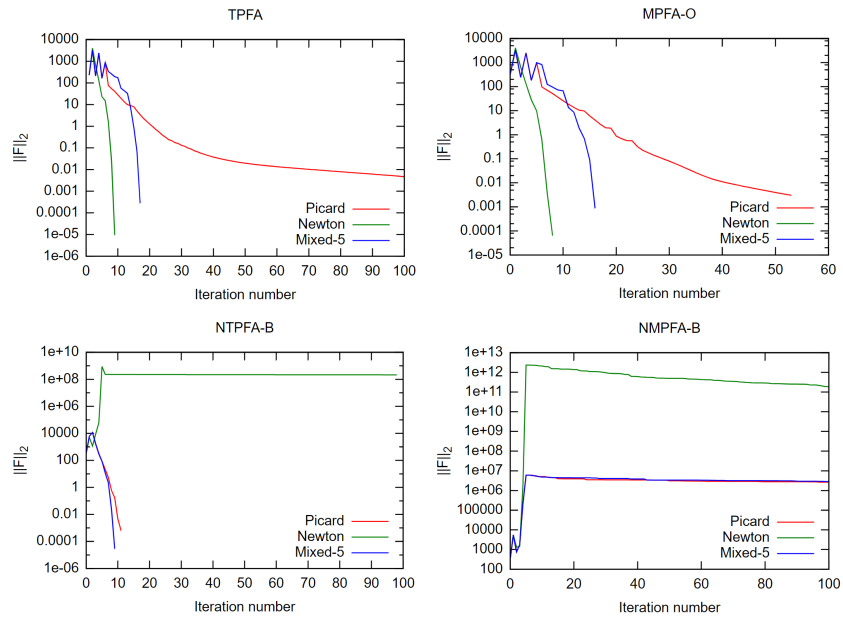 TPFA
10000
1000
100
10
1
0.1
0.01
0.001
0.0001
1e-05
1e-06
||F||2
Picard
Newton
Mixed-5
0 10 20 30 40 50 60 70 80 90 100
Iteration number
MPFA-O
10000
1000
100
10
1
0.1
0.01
0.001
0.0001
1e-05
||F||2
Picard
Newton
Mixed-5
0 10 20 30 40 50 60
Iteration number
NTPFA-B
1e+10
1e+08
1e+06
10000
100
1
0.01
0.0001
1e-06
||F||2
Picard
Newton
Mixed-5
0 10 20 30 40 50 60 70 80 90 100
Iteration number
NMPFA-B
1e+13
1e+12
1e+11
1e+10
1e+09
1e+08
1e+07
1e+06
100000
10000
1000
100
||F||2
Picard
Newton
Mixed-5
0 20 40 60 80 100
Iteration number